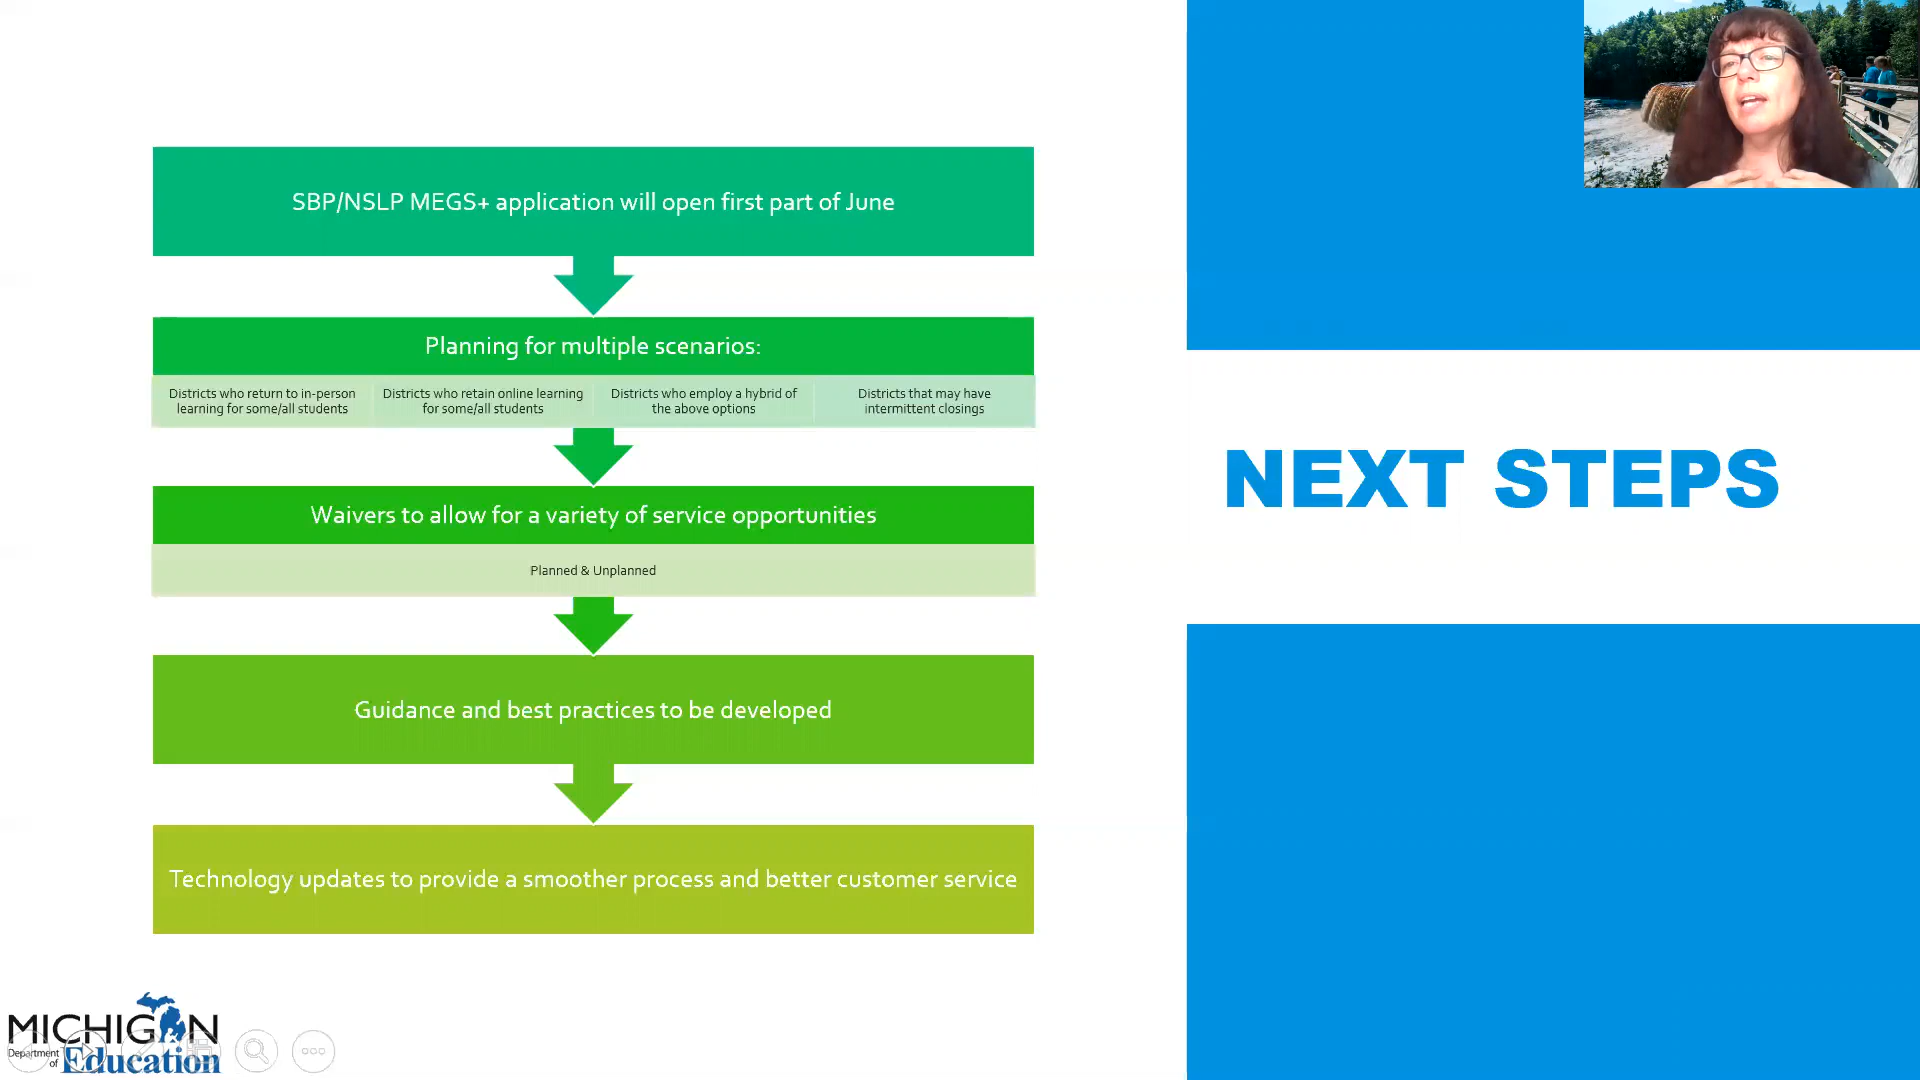 SBP/NSLP MEGS+ application will open first part of June
Planning for multiple scenarios:
Districts who return to in-person
learning for some/all students
Districts who retain online learning
for some/all students
Districts who employ a hybrid of
the above options
Districts that may have
intermittent closings
Waivers to allow for a variety of service opportunities
Planned & Unplanned
Guidance and best practices to be developed
Technology updates to provide a smoother process and better customer service
NEXT STEPS
MICHIGAN
Department
of
Education